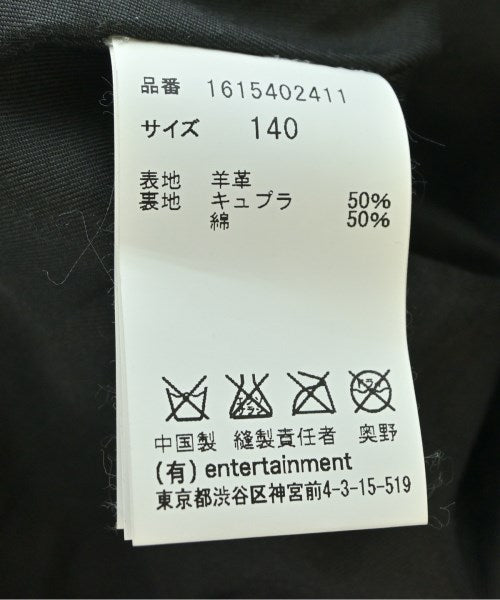 品番 1615402411
サイズ 140
表地 羊革
裏地 キュプラ 50%
綿 50%
中国製 縫製責任者 奥野
(有) entertainment
東京都渋谷区神宮前4-3-15-519